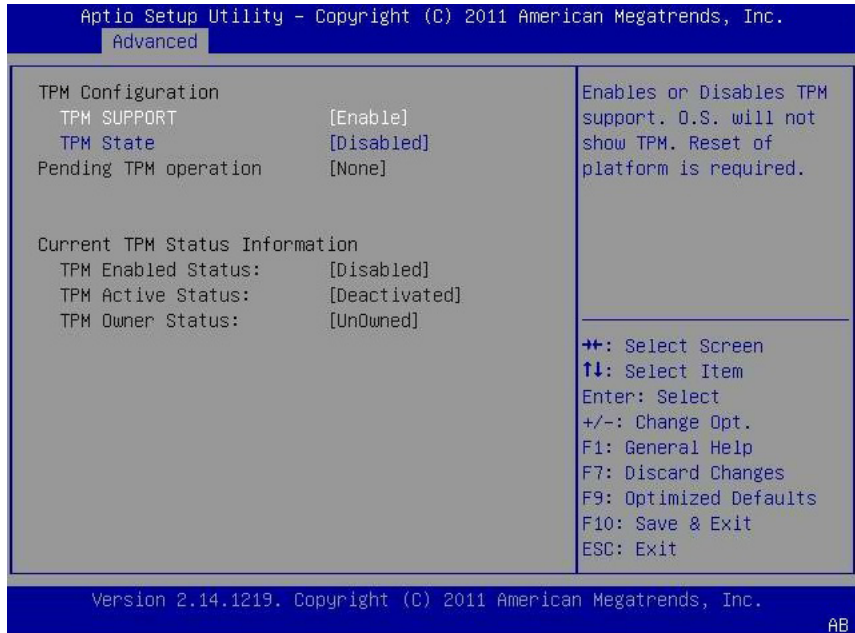 Aptio Setup Utility – Copyright (C) 2011 American Megatrends, Inc.
Advanced
TPM Configuration
TPM SUPPORT [Enable]
TPM State [Disabled]
Pending TPM operation [None]
Current TPM Status Information
TPM Enabled Status: [Disabled]
TPM Active Status: [Deactivated]
TPM Owner Status: [UnOwned]
Enables or Disables TPM
support. O.S. will not
show TPM. Reset of
platform is required.
→←: Select Screen
↑↓: Select Item
Enter: Select
+/-: Change Opt.
F1: General Help
F7: Discard Changes
F9: Optimized Defaults
F10: Save & Exit
ESC: Exit
Version 2.14.1219. Copyright (C) 2011 American Megatrends, Inc.
AB